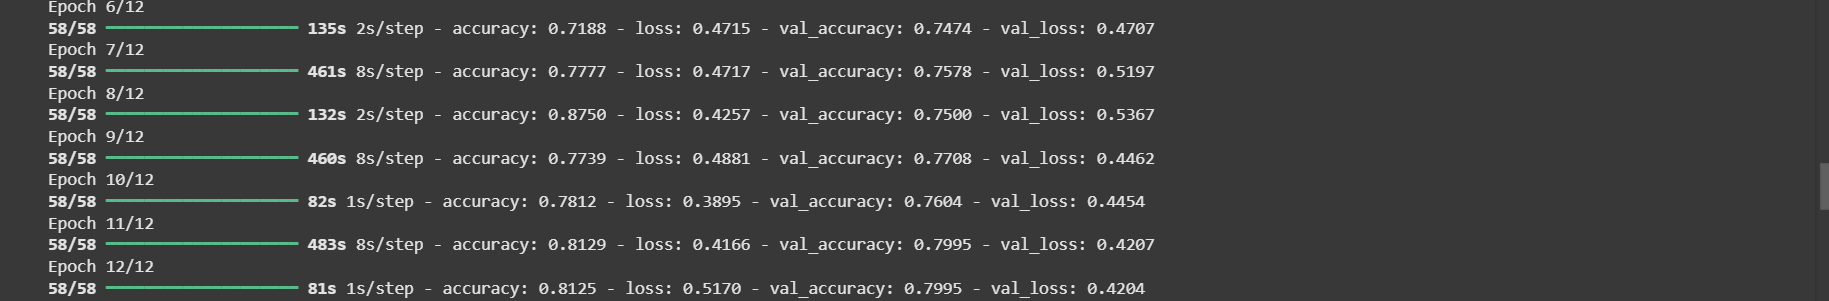 Epoch 6/12
58/58 ━━━━━━━━━━━━━━━━━━━━ 135s 2s/step - accuracy: 0.7188 - loss: 0.4715 - val_accuracy: 0.7474 - val_loss: 0.4707
Epoch 7/12
58/58 ━━━━━━━━━━━━━━━━━━━━ 461s 8s/step - accuracy: 0.7777 - loss: 0.4717 - val_accuracy: 0.7578 - val_loss: 0.5197
Epoch 8/12
58/58 ━━━━━━━━━━━━━━━━━━━━ 132s 2s/step - accuracy: 0.8750 - loss: 0.4257 - val_accuracy: 0.7500 - val_loss: 0.5367
Epoch 9/12
58/58 ━━━━━━━━━━━━━━━━━━━━ 460s 8s/step - accuracy: 0.7739 - loss: 0.4881 - val_accuracy: 0.7708 - val_loss: 0.4462
Epoch 10/12
58/58 ━━━━━━━━━━━━━━━━━━━━ 82s 1s/step - accuracy: 0.7812 - loss: 0.3895 - val_accuracy: 0.7604 - val_loss: 0.4454
Epoch 11/12
58/58 ━━━━━━━━━━━━━━━━━━━━ 483s 8s/step - accuracy: 0.8129 - loss: 0.4166 - val_accuracy: 0.7995 - val_loss: 0.4207
Epoch 12/12
58/58 ━━━━━━━━━━━━━━━━━━━━ 81s 1s/step - accuracy: 0.8125 - loss: 0.5170 - val_accuracy: 0.7995 - val_loss: 0.4204